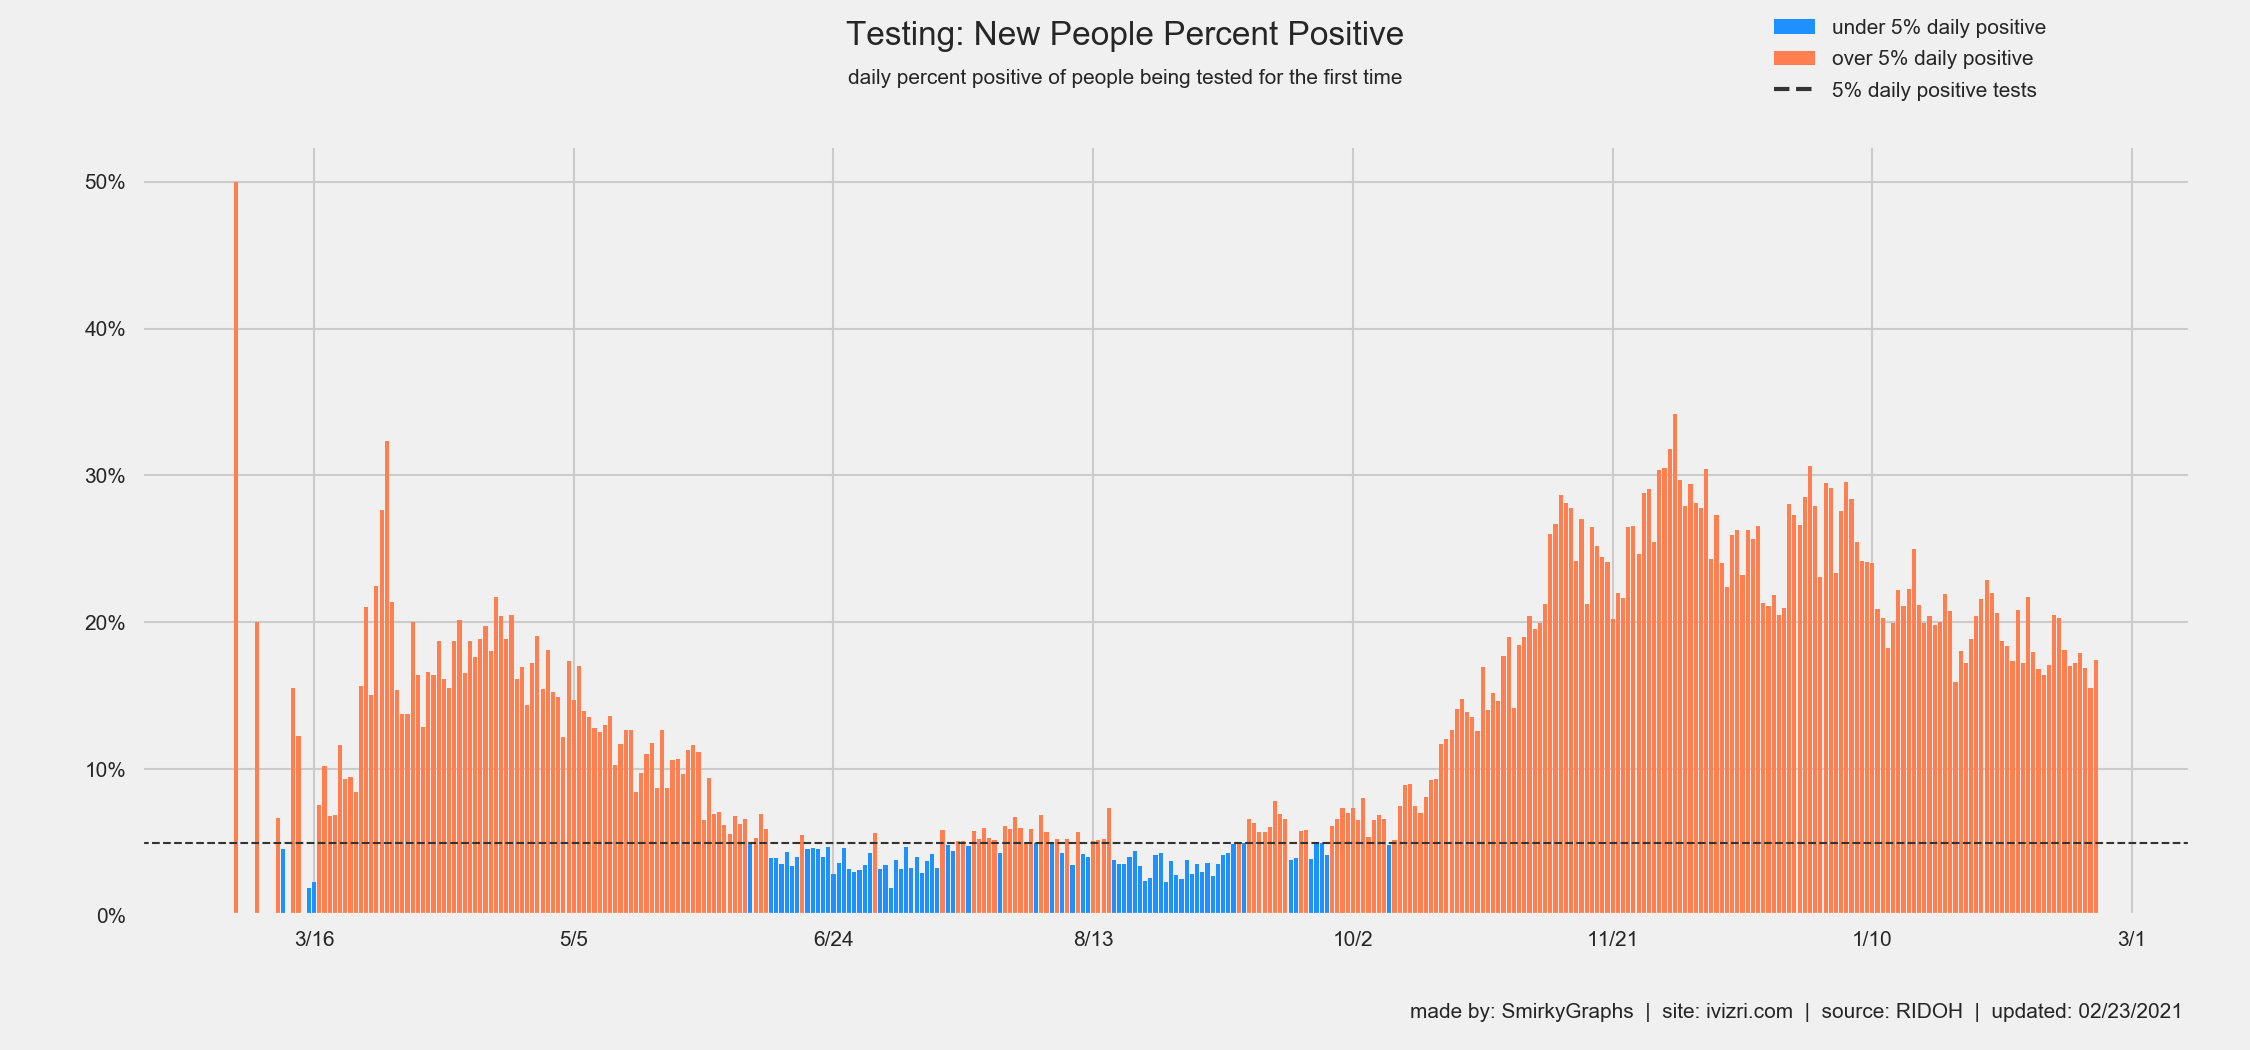 Testing: New People Percent Positive
daily percent positive of people being tested for the first time
under 5% daily positive
over 5% daily positive
5% daily positive tests
50%
40%
30%
20%
10%
0%
3/16 5/5 6/24 8/13 10/2 11/21 1/10 3/1
made by: SmirkyGraphs | site: ivizri.com | source: RIDOH | updated: 02/23/2021